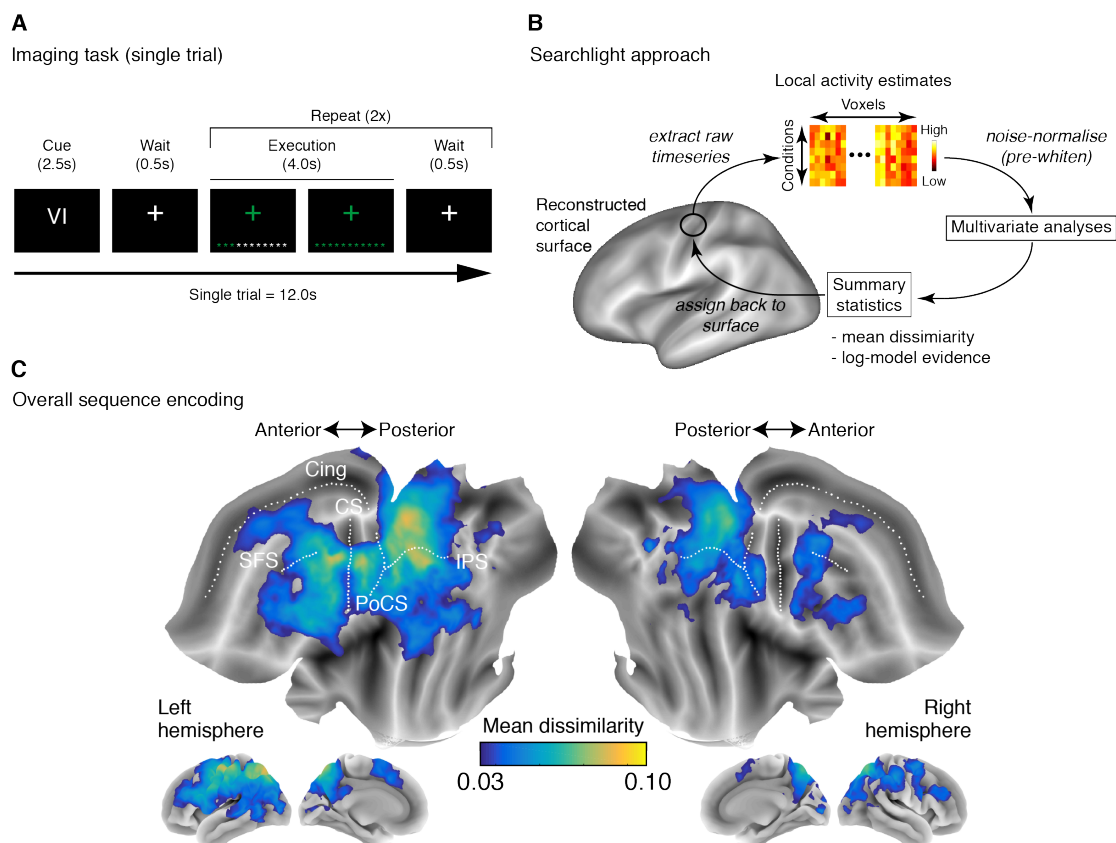 A
Imaging task (single trial)
Repeat (2x)
Cue
(2.5s)
Wait
(0.5s)
Execution
(4.0s)
Wait
(0.5s)
VI
+
+
+
+
***********
***********
Single trial = 12.0s
B
Searchlight approach
Local activity estimates
Voxels
Conditions
High
Low
extract raw
timeseries
noise-normalise
(pre-whiten)
Reconstructed
cortical
surface
Multivariate analyses
Summary
statistics
assign back to
surface
- mean dissimiarity
- log-model evidence
C
Overall sequence encoding
Anterior
Posterior
Posterior
Anterior
Cing
CS
SFS
IPS
PoCS
Left
hemisphere
Right
hemisphere
Mean dissimilarity
0.03
0.10